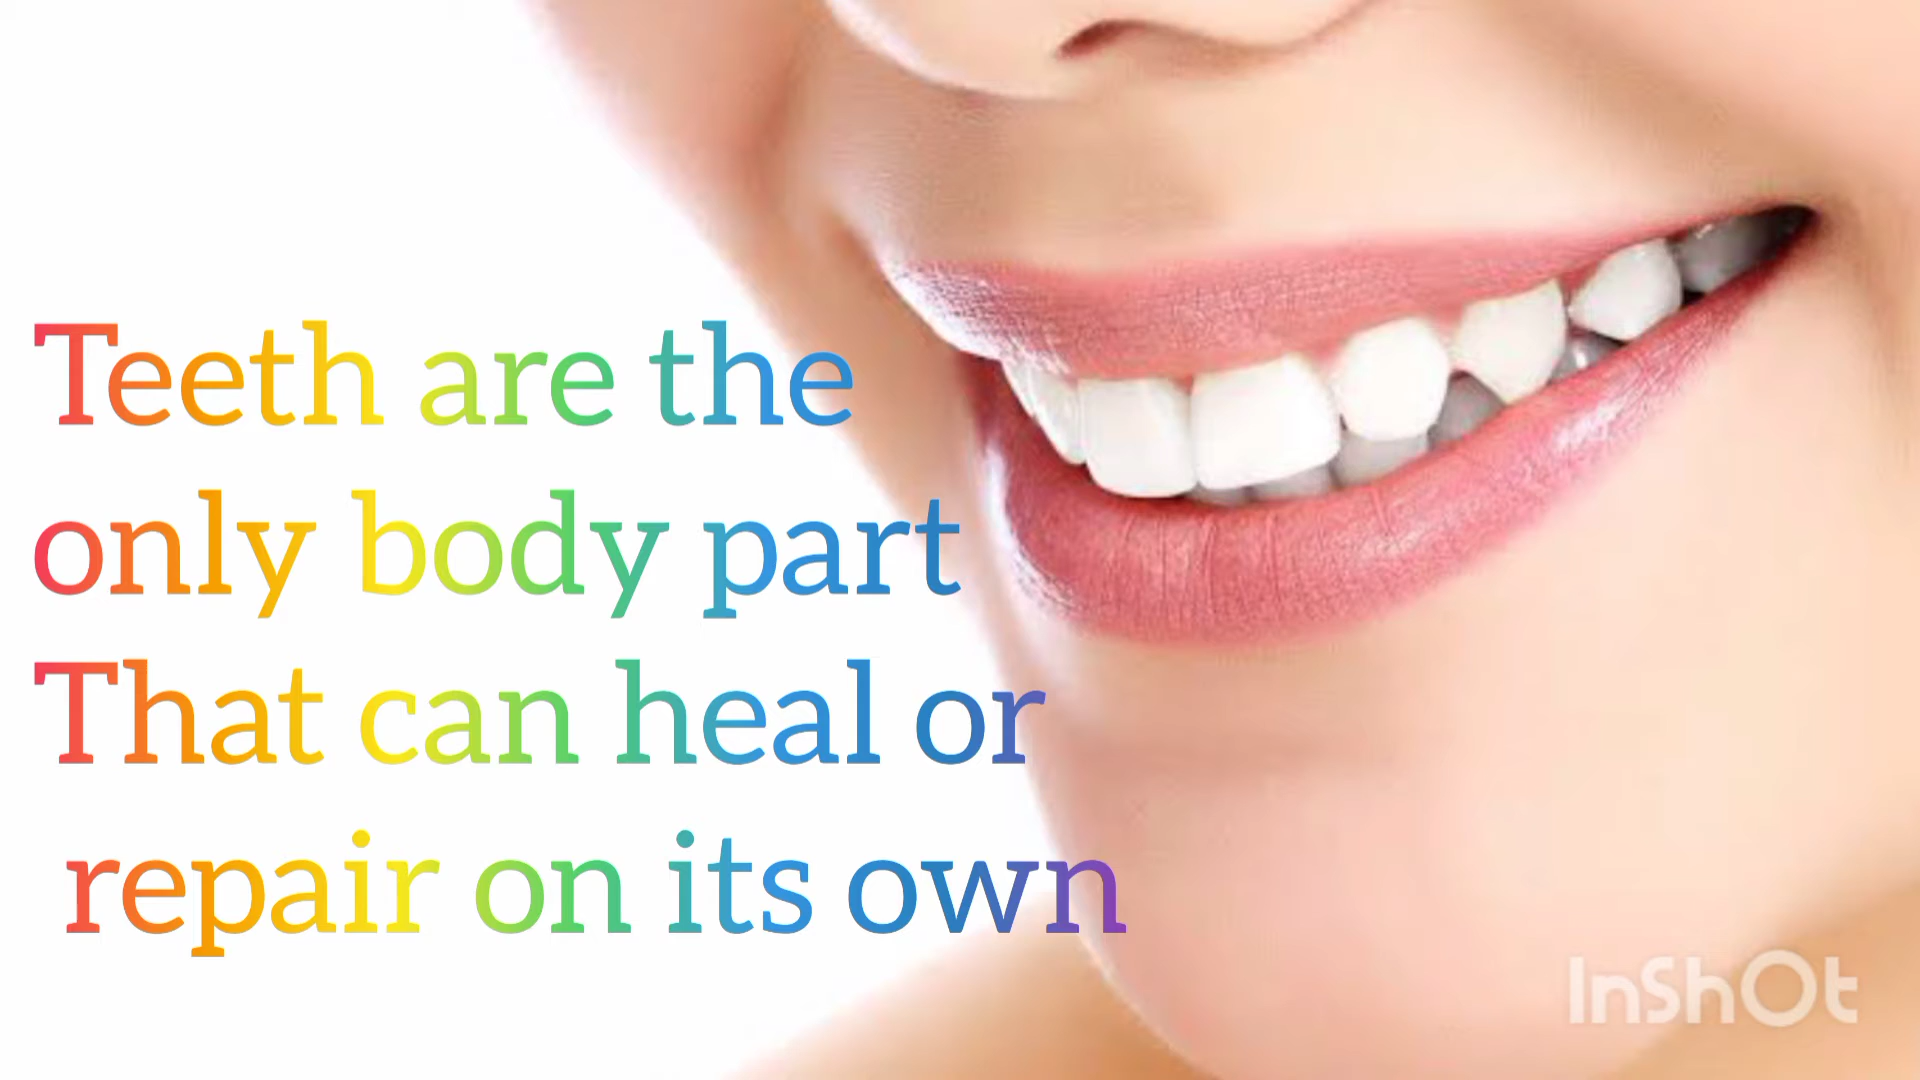 Teeth are the
only body part
That can heal or
repair on its own
InShOt